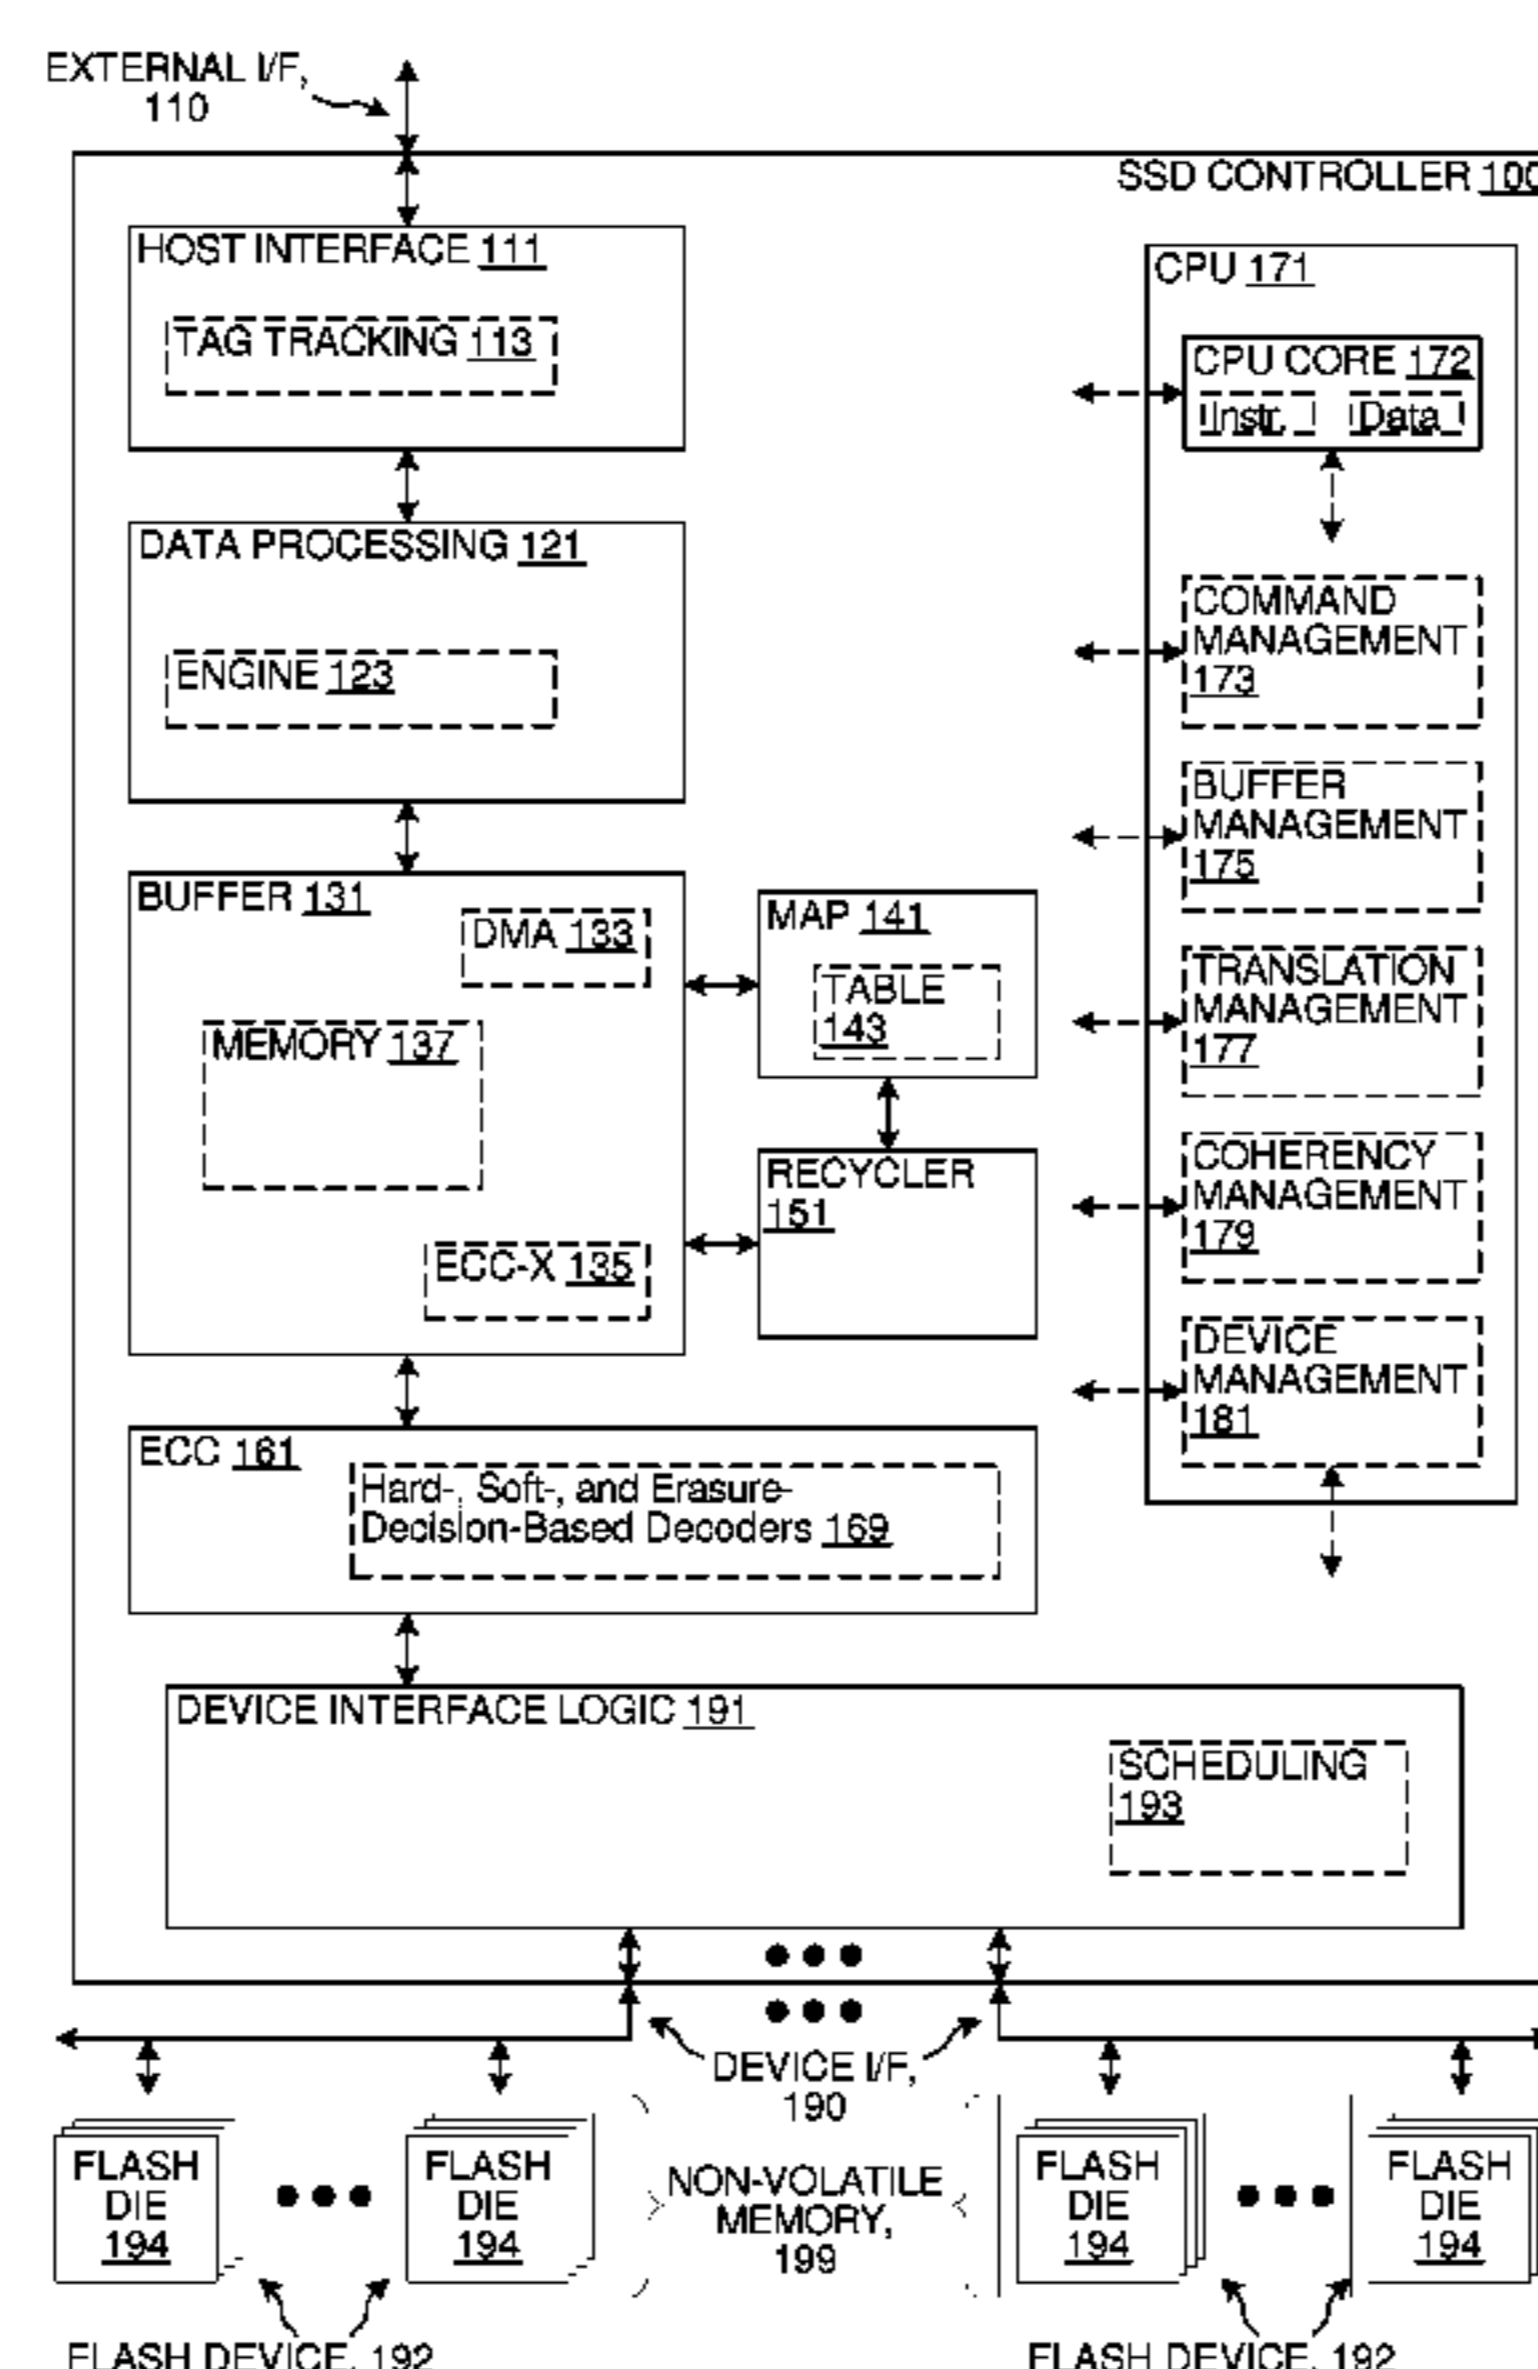 EXTERNAL I/F,
110
SSD CONTROLLER 100
HOST INTERFACE 111
TAG TRACKING 113
DATA PROCESSING 121
ENGINE 123
BUFFER 131
DMA 133
MEMORY 137
ECC-X 135
MAP 141
TABLE
143
RECYCLER
151
CPU 171
CPU CORE 172
Instr. Data
COMMAND
MANAGEMENT
173
BUFFER
MANAGEMENT
175
TRANSLATION
MANAGEMENT
177
COHERENCY
MANAGEMENT
179
DEVICE
MANAGEMENT
181
ECC 161
Hard-, Soft-, and Erasure-
Decision-Based Decoders 169
DEVICE INTERFACE LOGIC 191
SCHEDULING
193
DEVICE I/F,
190
FLASH
DIE
194
FLASH
DIE
194
NON-VOLATILE
MEMORY,
199
FLASH
DIE
194
FLASH
DIE
194
FLASH DEVICE, 192
FLASH DEVICE, 192